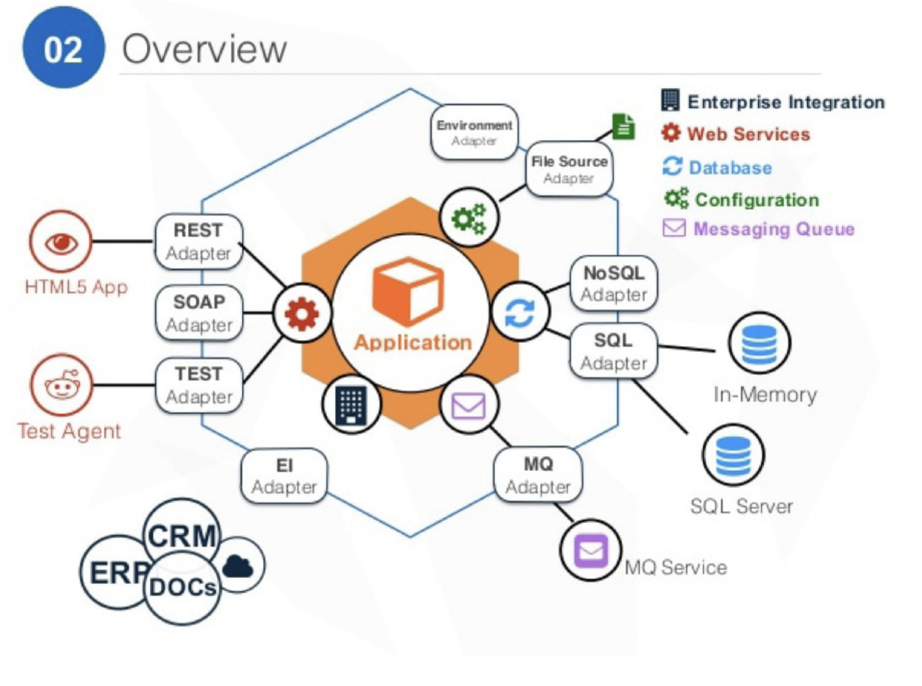 02 Overview
Environment
Adapter
File Source
Adapter
Enterprise Integration
Web Services
Database
Configuration
Messaging Queue
REST
Adapter
HTML5 App
SOAP
Adapter
TEST
Adapter
Test Agent
Application
NoSQL
Adapter
SQL
Adapter
In-Memory
SQL Server
EI
Adapter
MQ
Adapter
MQ Service
CRM
ERP
DOCs